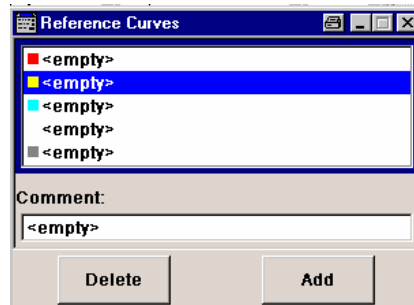 Reference Curves
<empty>
<empty>
<empty>
<empty>
<empty>
Comment:
<empty>
Delete Add